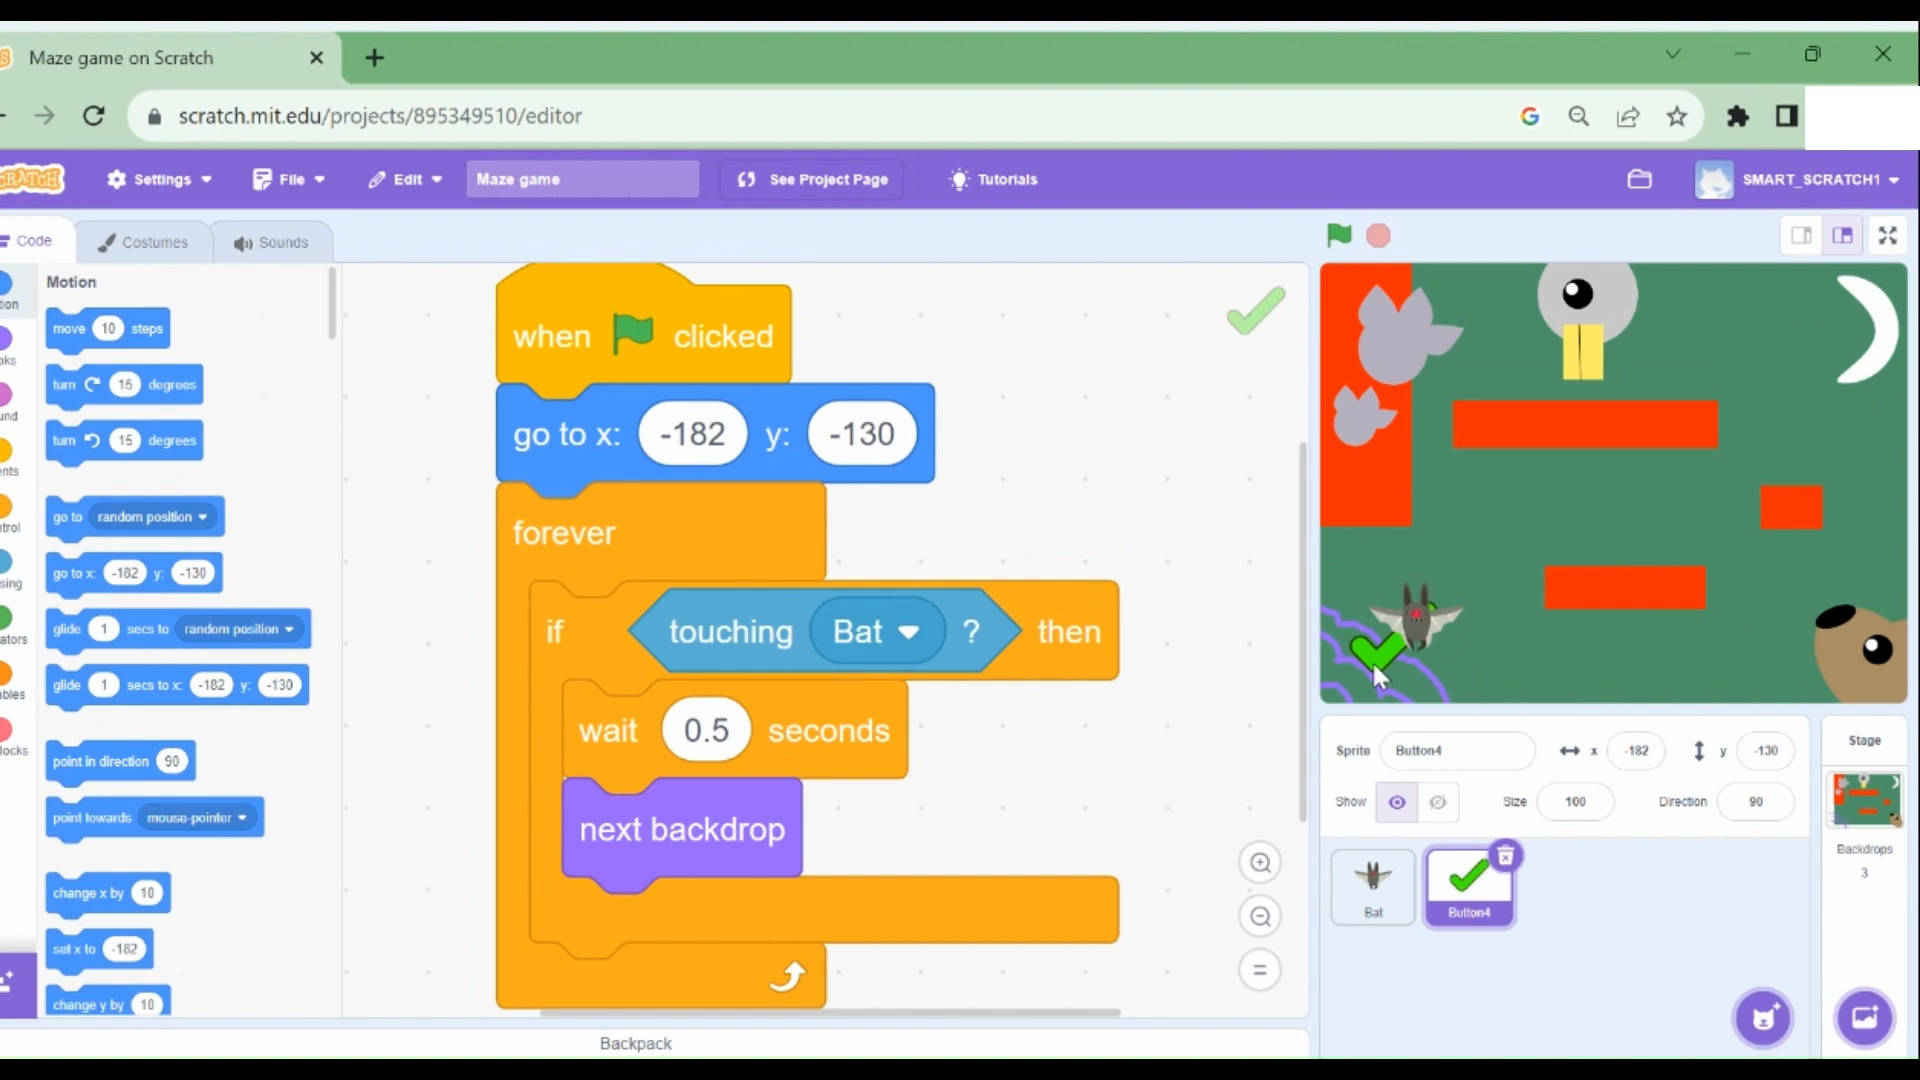 Maze game on Scratch
scratch.mit.edu/projects/895349510/editor
SCRATCH
Settings
File
Edit
Maze game
See Project Page
Tutorials
SMART_SCRATCH1
Code
Costumes
Sounds
Motion
move 10 steps
turn 15 degrees
turn 15 degrees
go to random position
go to x: -182 y: -130
glide 1 secs to random position
glide 1 secs to x: -182 y: -130
point in direction 90
point towards mouse-pointer
change x by 10
set x to -182
change y by 10
when clicked
go to x: -182 y: -130
forever
if touching Bat ? then
wait 0.5 seconds
next backdrop
Backpack
Sprite Button4 x -182 y -130
Show Size 100 Direction 90
Bat
Button4
Stage
Backdrops
3